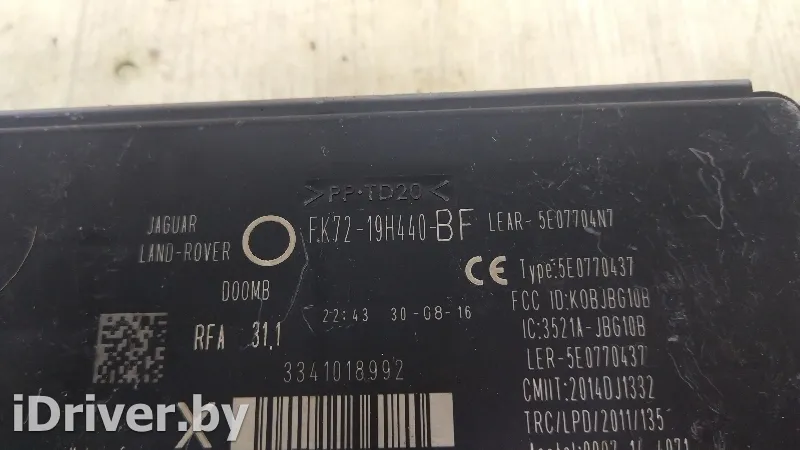 >PP-TD20<
JAGUAR
LAND-ROVER
FK72-19H440-BF LEAR-5E07704N7
CE Type:5E0770437
D00MB
FCC ID:KOBJBG10B
22:43 30-08-16
IC:3521A-JBG10B
RFA 31,1
LER-5E0770437
3341018992
CMIIT:2014DJ1332
TRC/LPD/2011/135
X
iDriver.by